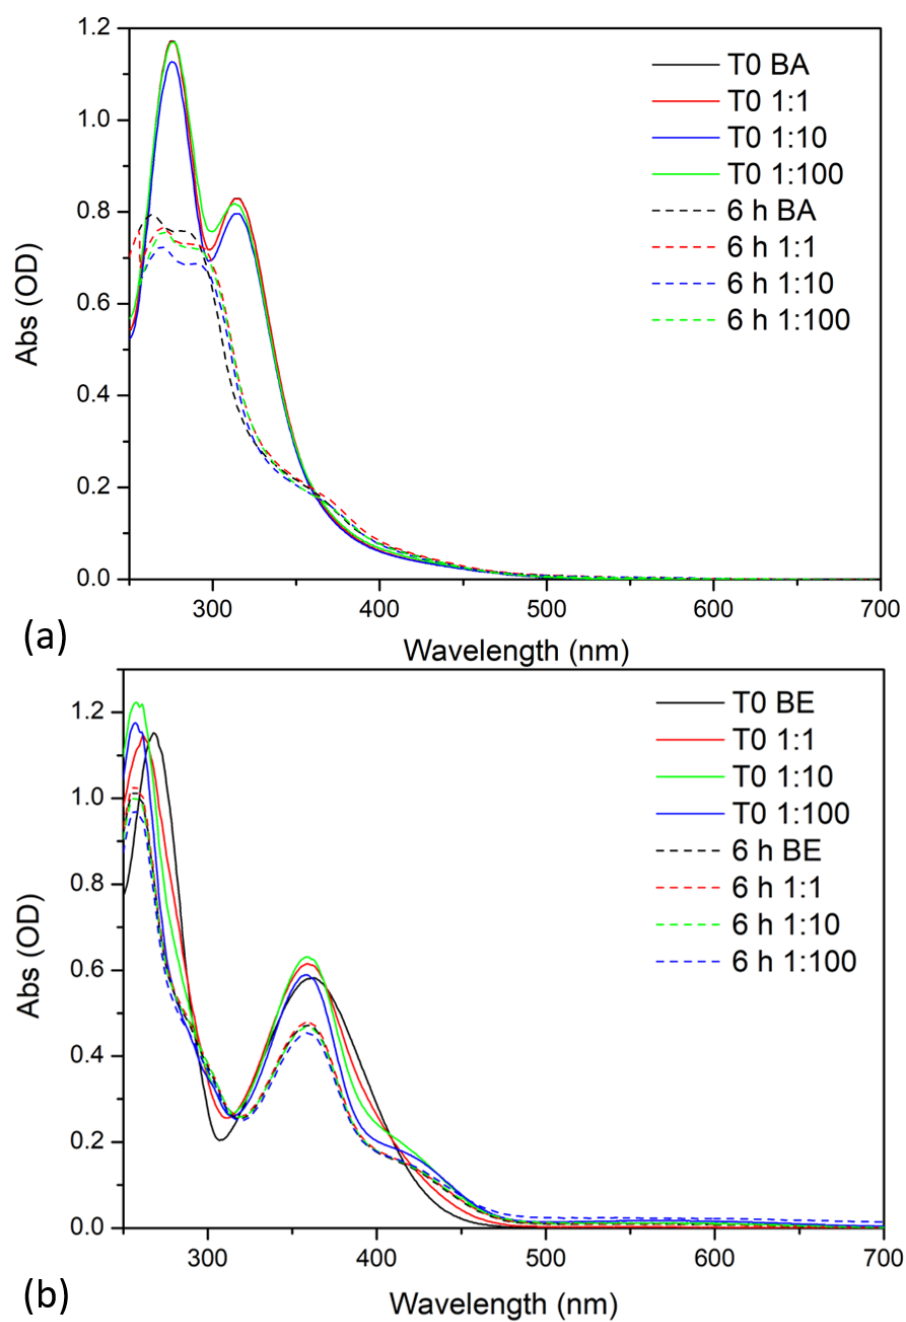 1.2
1.0
0.8
0.6
0.4
0.2
0.0
Abs (OD)
T0 BA
T0 1:1
T0 1:10
T0 1:100
6 h BA
6 h 1:1
6 h 1:10
6 h 1:100
300 400 500 600 700
Wavelength (nm)
(a)
1.2
1.0
0.8
0.6
0.4
0.2
0.0
Abs (OD)
T0 BE
T0 1:1
T0 1:10
T0 1:100
6 h BE
6 h 1:1
6 h 1:10
6 h 1:100
300 400 500 600 700
Wavelength (nm)
(b)